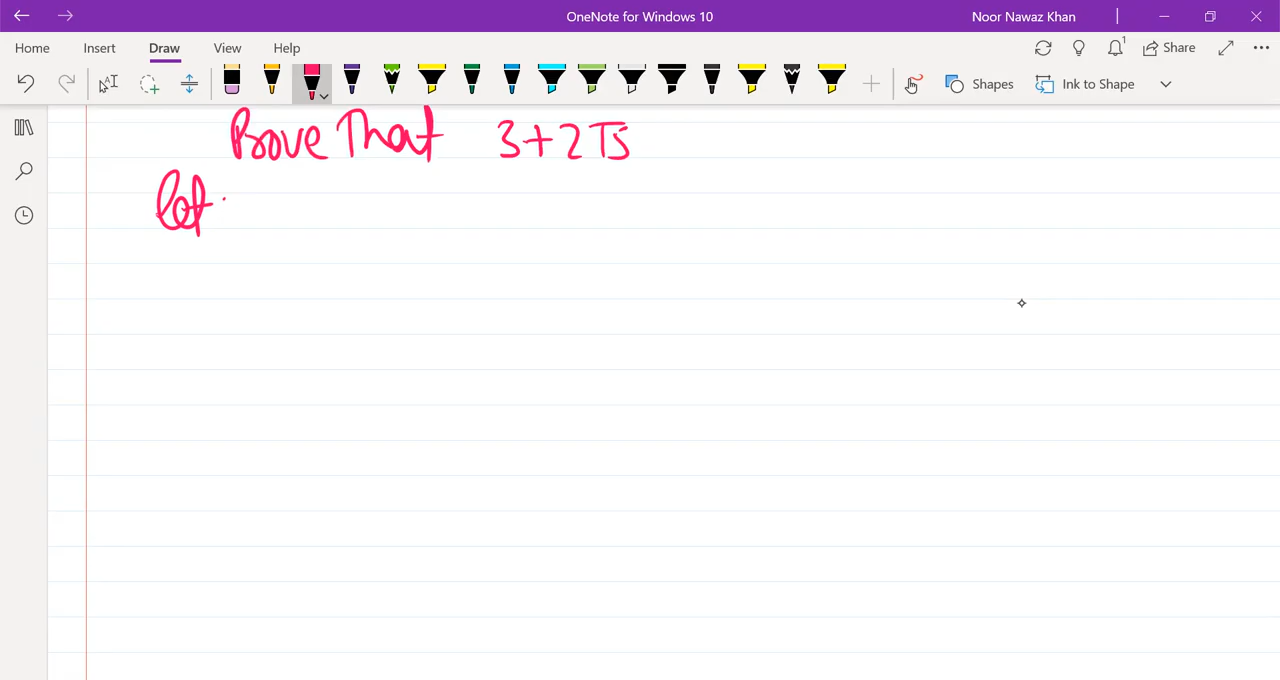 OneNote for Windows 10
Noor Nawaz Khan
Home Insert Draw View Help
1
Share
Shapes
Ink to Shape
Prove That 3+2√5
let